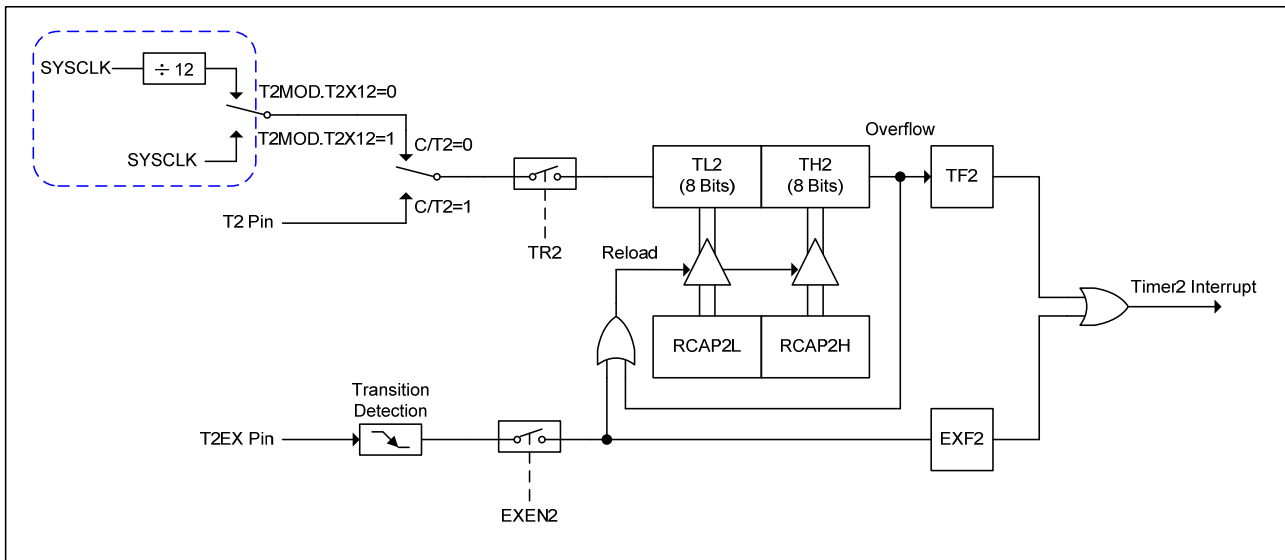 SYSCLK
÷ 12
T2MOD.T2X12=0
T2MOD.T2X12=1
SYSCLK
C/T2=0
C/T2=1
T2 Pin
TR2
TL2
(8 Bits)
TH2
(8 Bits)
Overflow
TF2
Reload
RCAP2L
RCAP2H
Timer2 Interrupt
Transition
Detection
T2EX Pin
EXEN2
EXF2